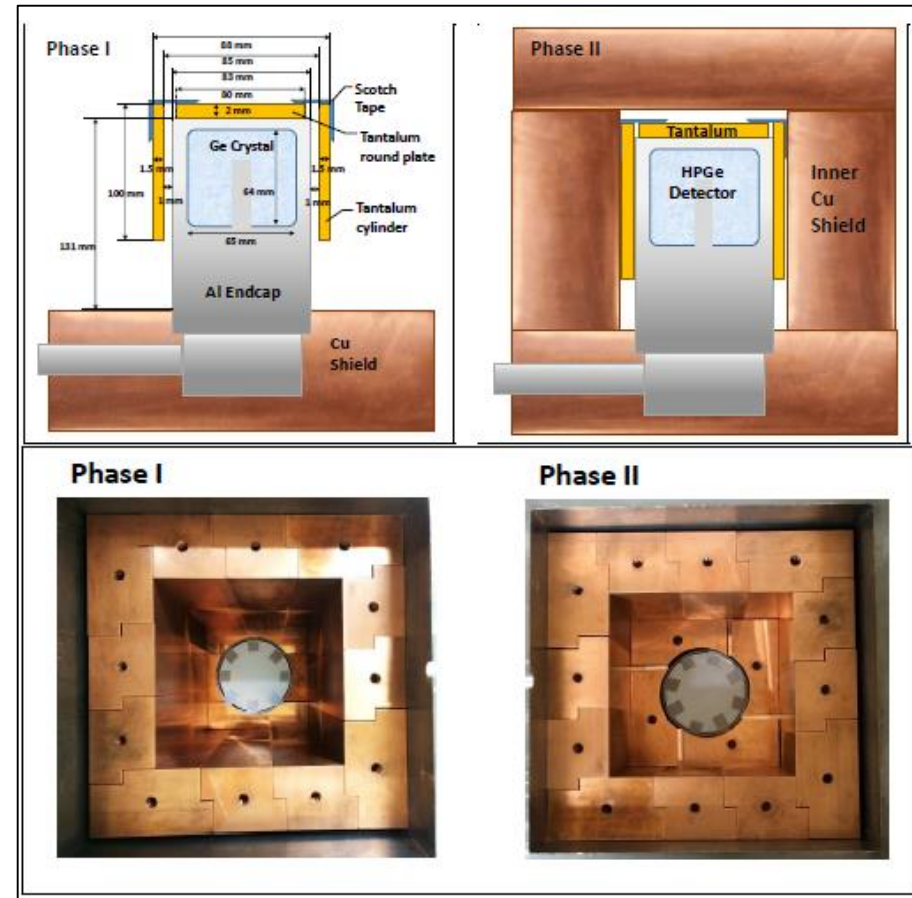 Phase I
88 mm
85 mm
83 mm
80 mm
2 mm
Scotch
Tape
Tantalum
round plate
Ge Crystal
1.5 mm
1.5 mm
100 mm
64 mm
1 mm
1 mm
Tantalum
cylinder
65 mm
131 mm
Al Endcap
Cu
Shield
Phase II
Tantalum
HPGe
Detector
Inner
Cu
Shield
Phase I
Phase II